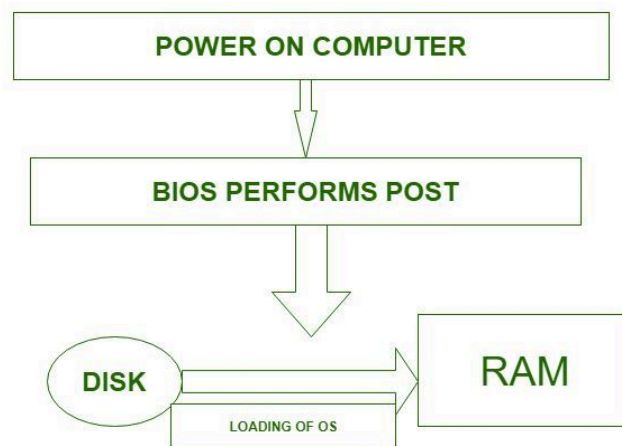 POWER ON COMPUTER
BIOS PERFORMS POST
DISK
RAM
LOADING OF OS